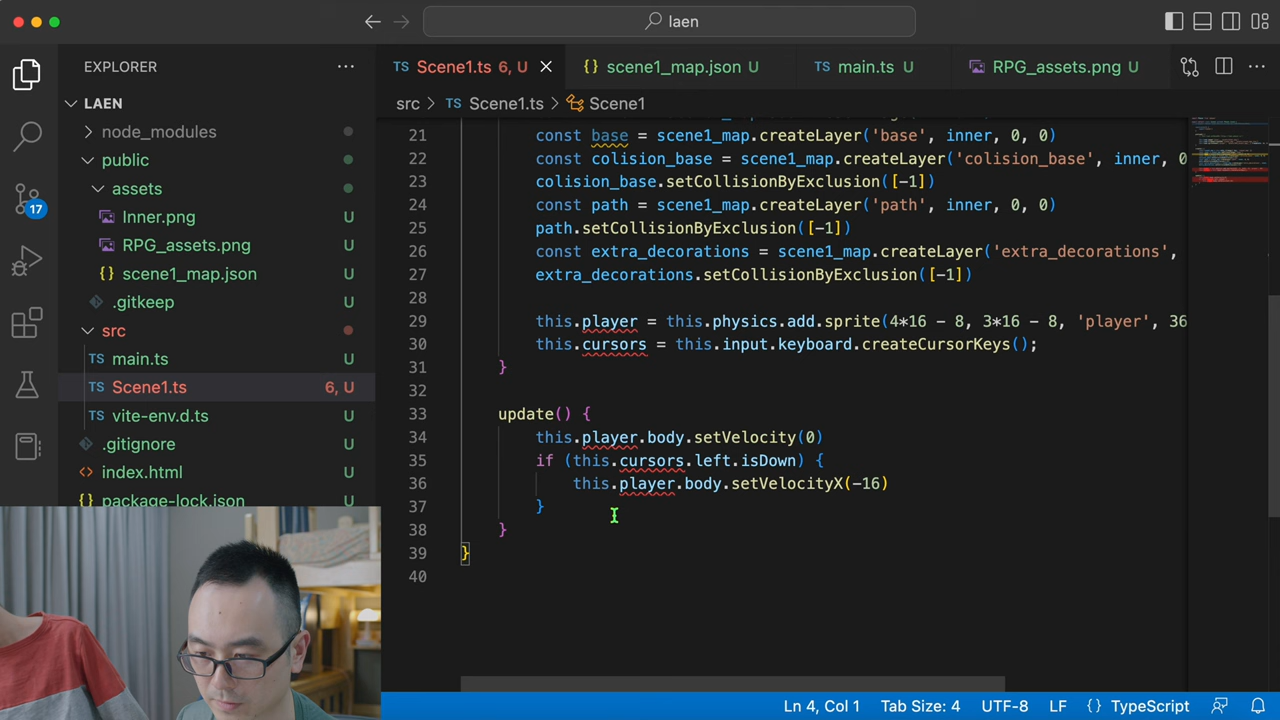 laen
EXPLORER
LAEN
node_modules
public
assets
Inner.png U
RPG_assets.png U
scene1_map.json U
.gitkeep U
src
TS main.ts U
TS Scene1.ts 6, U
TS vite-env.d.ts U
.gitignore U
<> index.html U
{} package-lock.json U
17
TS Scene1.ts 6, U
{} scene1_map.json U
TS main.ts U
RPG_assets.png U
src > TS Scene1.ts > Scene1
21 const base = scene1_map.createLayer('base', inner, 0, 0)
22 const colision_base = scene1_map.createLayer('colision_base', inner, 0
23 colision_base.setCollisionByExclusion([-1])
24 const path = scene1_map.createLayer('path', inner, 0, 0)
25 path.setCollisionByExclusion([-1])
26 const extra_decorations = scene1_map.createLayer('extra_decorations',
27 extra_decorations.setCollisionByExclusion([-1])
28
29 this.player = this.physics.add.sprite(4*16 - 8, 3*16 - 8, 'player', 36
30 this.cursors = this.input.keyboard.createCursorKeys();
31 }
32
33 update() {
34 this.player.body.setVelocity(0)
35 if (this.cursors.left.isDown) {
36 this.player.body.setVelocityX(-16)
37 }
38 }
39 }
40
Ln 4, Col 1 Tab Size: 4 UTF-8 LF {} TypeScript